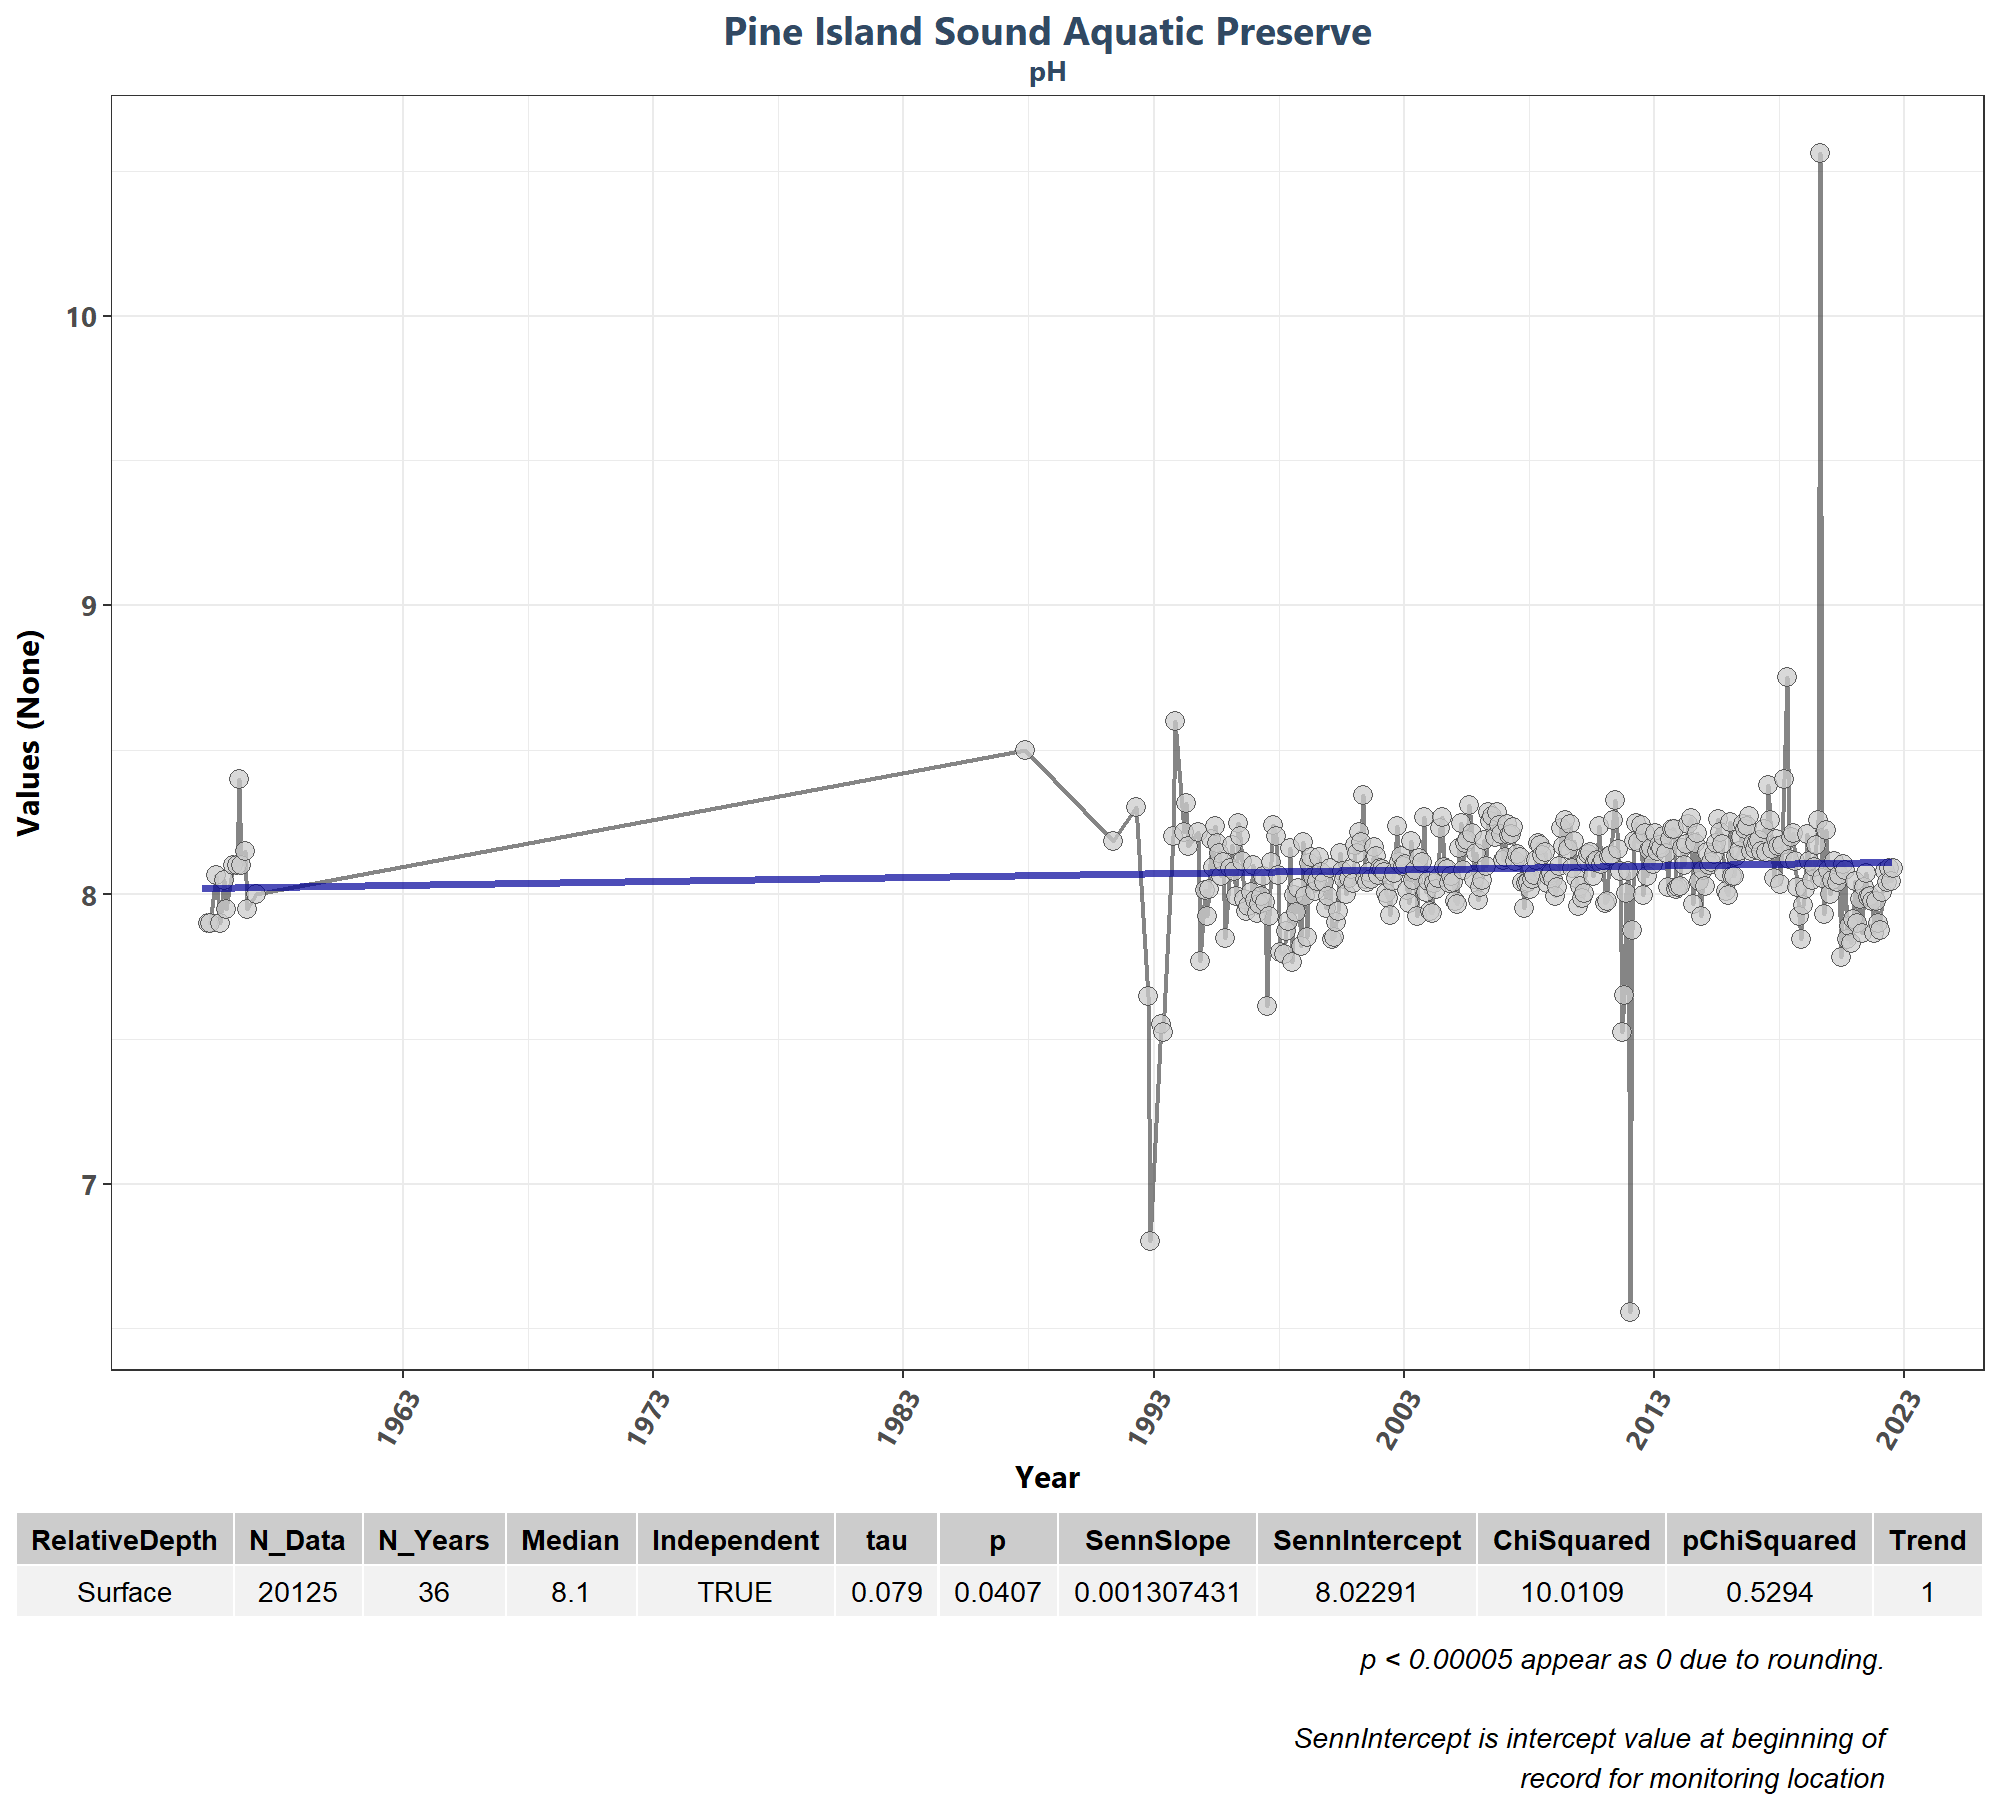 Pine Island Sound Aquatic Preserve
pH
Values (None)
10
9
8
7
1963 1973 1983 1993 2003 2013 2023
Year
RelativeDepth N_Data N_Years Median Independent tau p SennSlope SennIntercept ChiSquared pChiSquared Trend
Surface 20125 36 8.1 TRUE 0.079 0.0407 0.001307431 8.02291 10.0109 0.5294 1
p < 0.00005 appear as 0 due to rounding.
SennIntercept is intercept value at beginning of
record for monitoring location